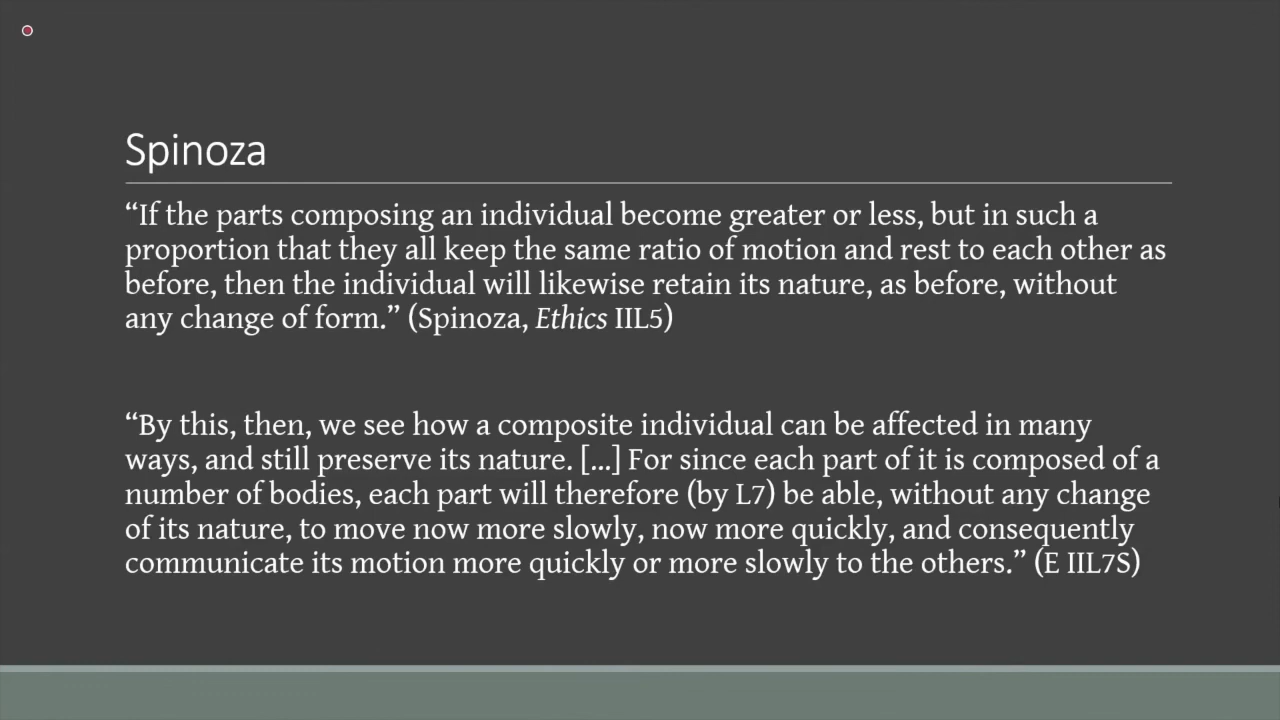 Spinoza
“If the parts composing an individual become greater or less, but in such a
proportion that they all keep the same ratio of motion and rest to each other as
before, then the individual will likewise retain its nature, as before, without
any change of form.” (Spinoza, Ethics IIL5)
“By this, then, we see how a composite individual can be affected in many
ways, and still preserve its nature. [...] For since each part of it is composed of a
number of bodies, each part will therefore (by L7) be able, without any change
of its nature, to move now more slowly, now more quickly, and consequently
communicate its motion more quickly or more slowly to the others.” (E IIL7S)